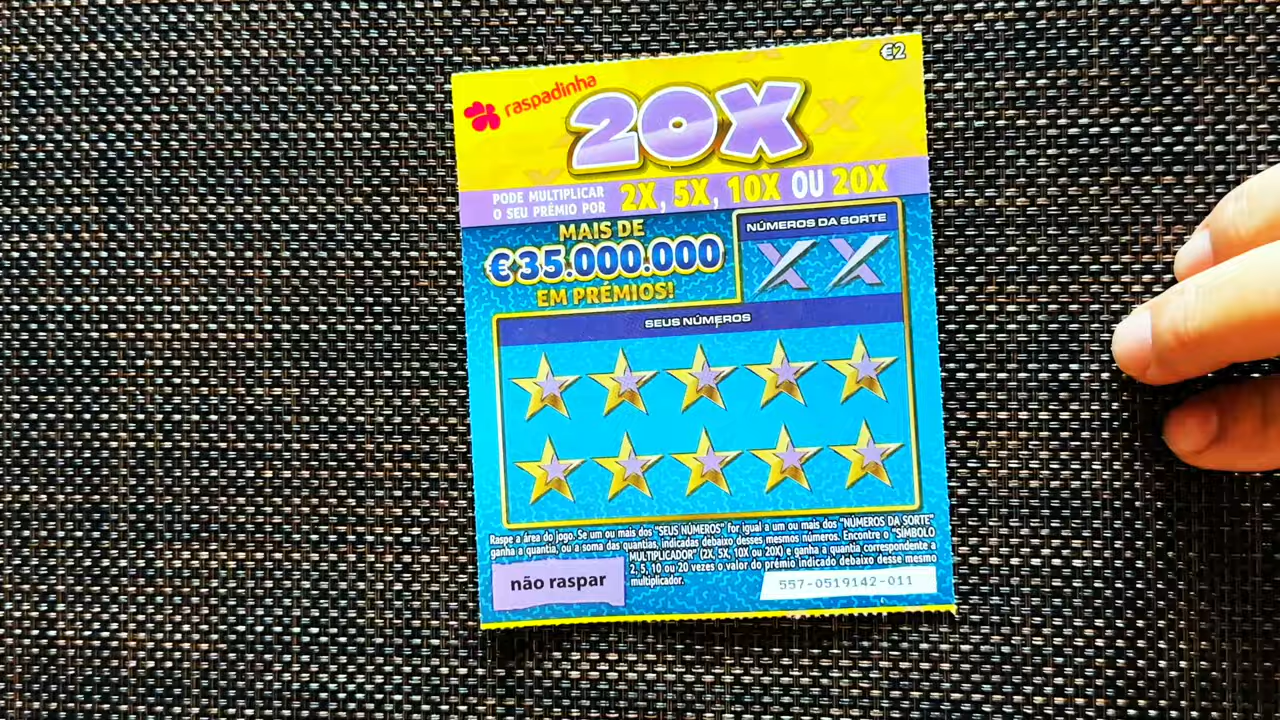 €2
raspadinha
20X
PODE MULTIPLICAR
O SEU PRÉMIO POR
2X, 5X, 10X OU 20X
MAIS DE
€35.000.000
EM PRÉMIOS!
NÚMEROS DA SORTE
X X
SEUS NÚMEROS
Raspe a área do jogo. Se um ou mais dos "SEUS NÚMEROS" for igual a um ou mais dos "NÚMEROS DA SORTE"
ganha a quantia, ou a soma das quantias, indicadas debaixo desses mesmos números. Encontre o "SÍMBOLO
MULTIPLICADOR" (2X, 5X, 10X ou 20X) e ganha a quantia correspondente a
2, 5, 10 ou 20 vezes o valor do prémio indicado debaixo desse mesmo
multiplicador.
não raspar
557-0519142-011